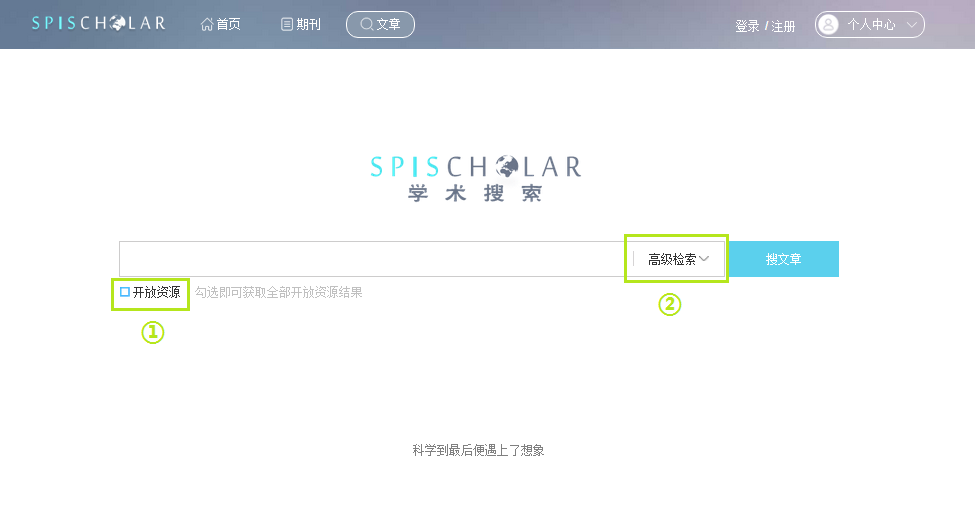 SPISCHOLAR 首页 期刊 文章 登录 / 注册 个人中心
SPISCHOLAR
学术搜索
高级检索 搜文章
开放资源 勾选即可获取全部开放资源结果
① ②
科学到最后便遇上了想象